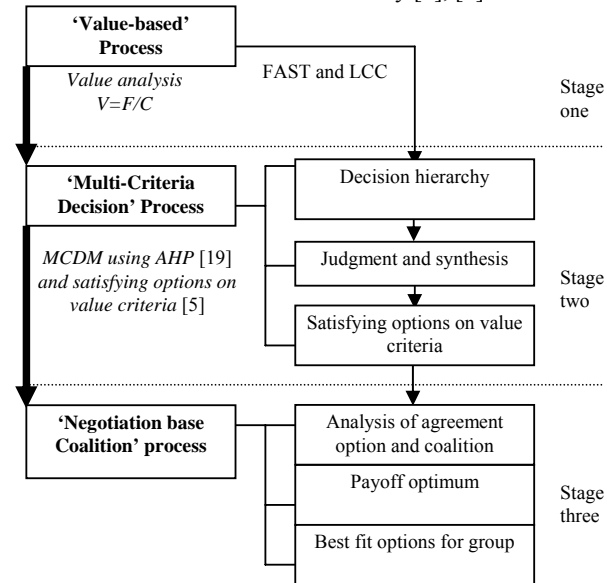 ‘Value-based’
Process
Value analysis
V=F/C
FAST and LCC
Stage
one
‘Multi-Criteria
Decision’ Process
Decision hierarchy
MCDM using AHP [19]
and satisfying options on
value criteria [5]
Judgment and synthesis
Stage
two
Satisfying options on value
criteria
‘Negotiation base
Coalition’ process
Analysis of agreement
option and coalition
Payoff optimum
Stage
three
Best fit options for group